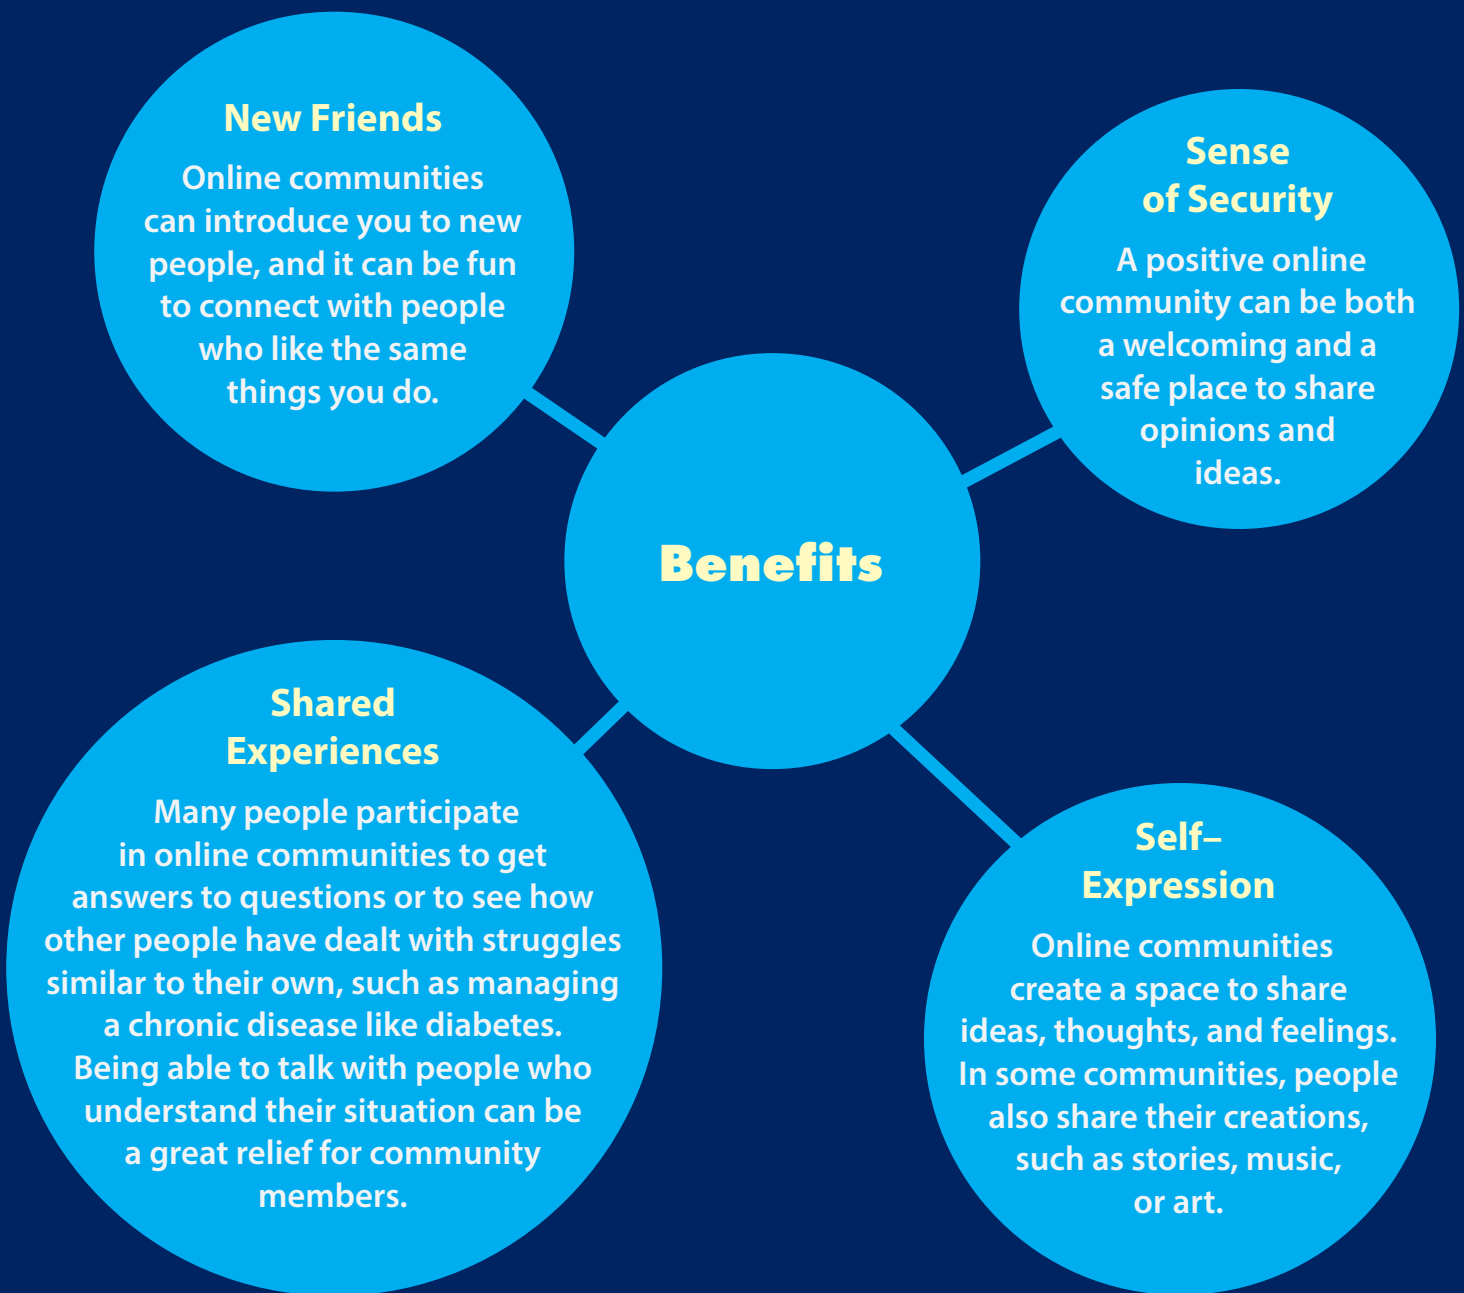 New Friends
Online communities
can introduce you to new
people, and it can be fun
to connect with people
who like the same
things you do.
Sense
of Security
A positive online
community can be both
a welcoming and a
safe place to share
opinions and
ideas.
Benefits
Shared
Experiences
Many people participate
in online communities to get
answers to questions or to see how
other people have dealt with struggles
similar to their own, such as managing
a chronic disease like diabetes.
Being able to talk with people who
understand their situation can be
a great relief for community
members.
Self–
Expression
Online communities
create a space to share
ideas, thoughts, and feelings.
In some communities, people
also share their creations,
such as stories, music,
or art.